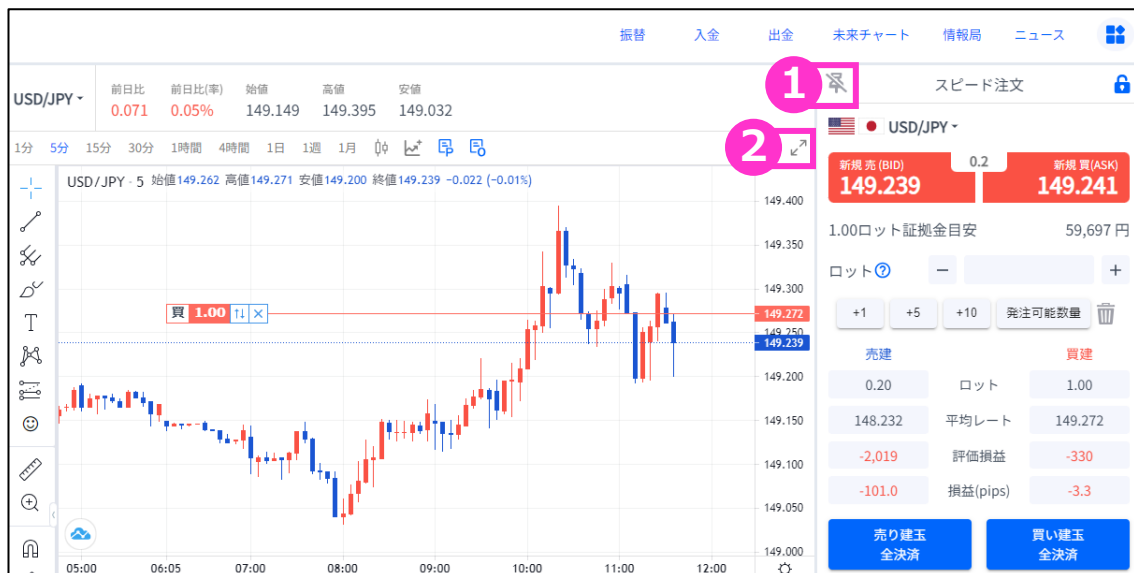 振替 入金 出金 未来チャート 情報局 ニュース
USD/JPY 前日比 前日比(率) 始値 高値 安値
0.071 0.05% 149.149 149.395 149.032
1 スピード注文
1分 5分 15分 30分 1時間 4時間 1日 1週 1月
2
USD/JPY
USD/JPY · 5 始値149.262 高値149.271 安値149.200 終値149.239 -0.022 (-0.01%)
新規 売 (BID) 0.2 新規 買(ASK)
149.239 149.241
1.00ロット証拠金目安 59,697 円
ロット ? − +
+1 +5 +10 発注可能数量
売建 買建
0.20 ロット 1.00
148.232 平均レート 149.272
-2,019 評価損益 -330
-101.0 損益(pips) -3.3
売り建玉 買い建玉
全決済 全決済
買 1.00
T
149.400
149.350
149.300
149.272
149.250
149.239
149.200
149.150
149.100
149.050
149.000
05:00 06:05 07:00 08:00 09:00 10:00 11:00 12:00